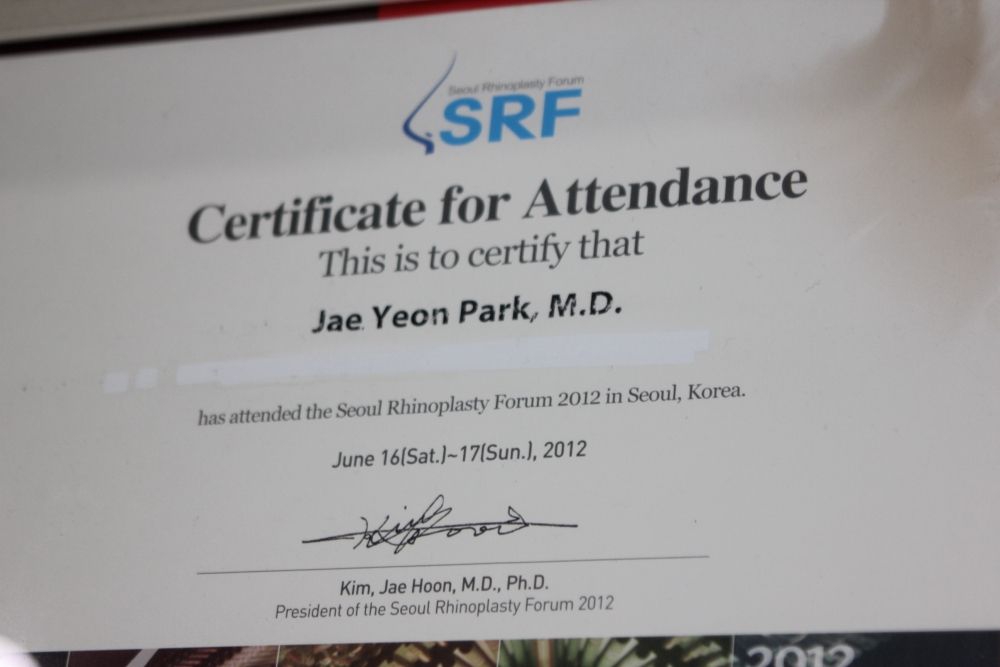 Seoul Rhinoplasty Forum
SRF
Certificate for Attendance
This is to certify that
Jae Yeon Park, M.D.
has attended the Seoul Rhinoplasty Forum 2012 in Seoul, Korea.
June 16(Sat.)~17(Sun.), 2012
Kim, Jae Hoon, M.D., Ph.D.
President of the Seoul Rhinoplasty Forum 2012
2012